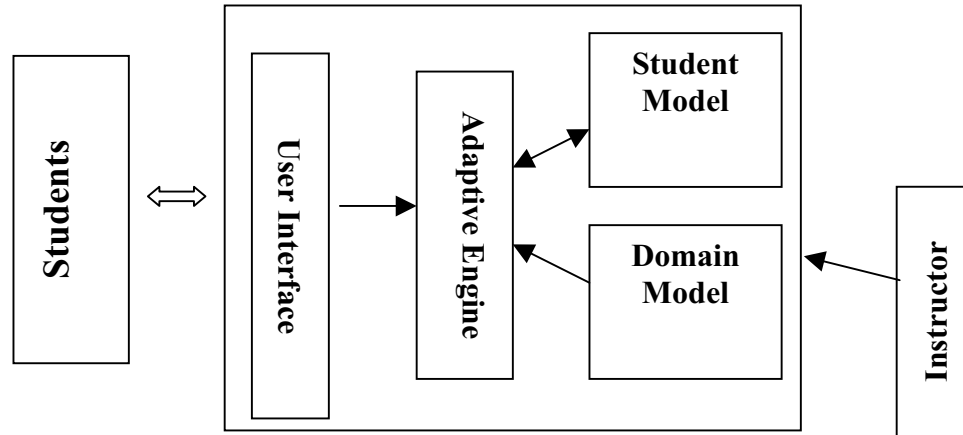 Students
User Interface
Adaptive Engine
Student
Model
Domain
Model
Instructor